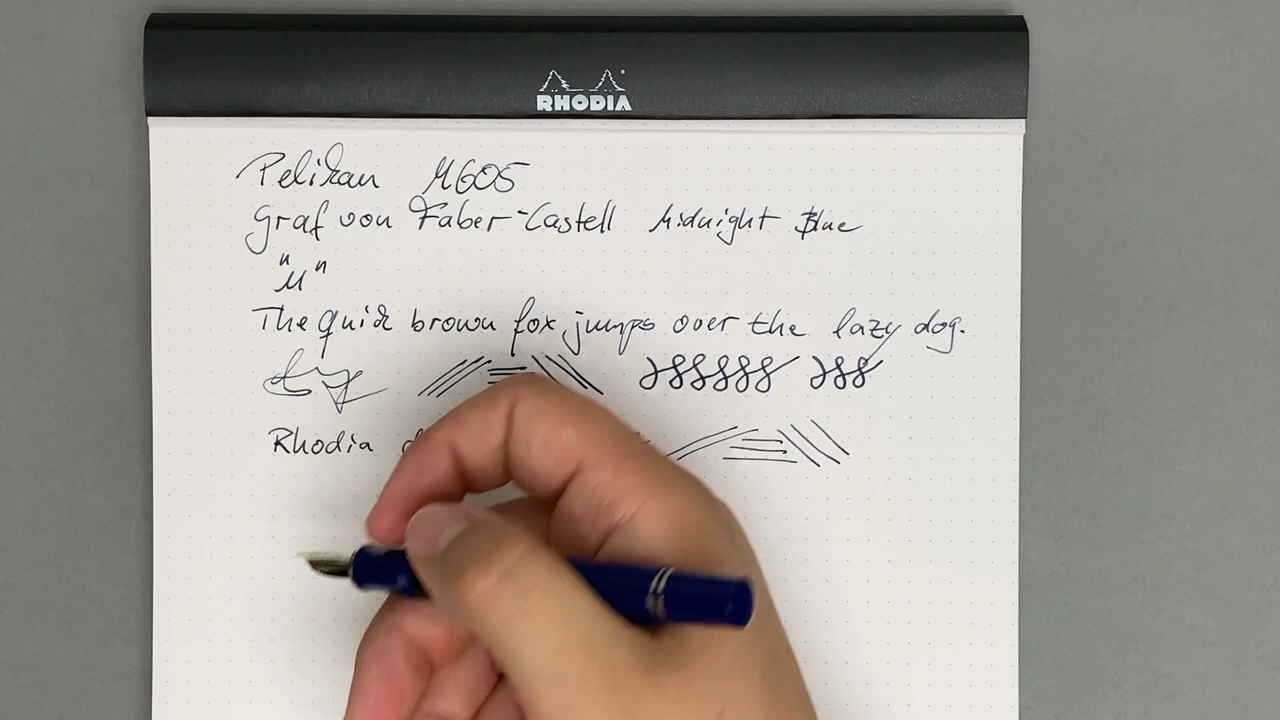 RHODIA
Pelikan M605
Graf von Faber-Castell Midnight Blue
"M"
The quick brown fox jumps over the lazy dog.
Rhodia